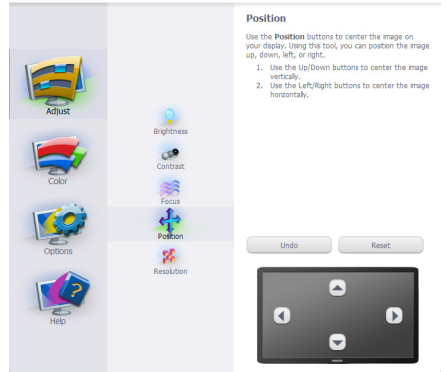 Adjust
Color
Options
Help
Brightness
Contrast
Focus
Position
Resolution
Position
Use the Position buttons to center the image on
your display. Using this tool, you can position the image
up, down, left, or right.
1. Use the Up/Down buttons to center the image
vertically.
2. Use the Left/Right buttons to center the image
horizontally.
Undo
Reset